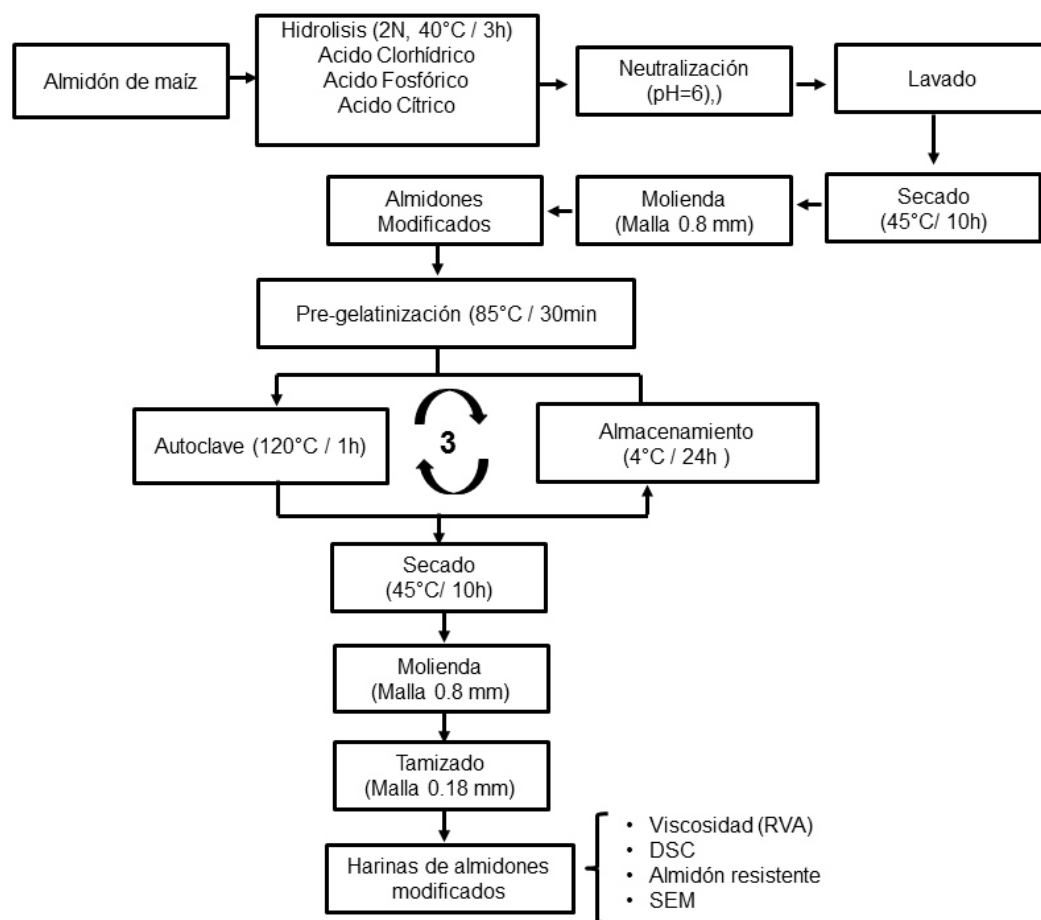 Almidón de maíz
Hidrolisis (2N, 40°C / 3h)
Acido Clorhídrico
Acido Fosfórico
Acido Cítrico
Neutralización
(pH=6),)
Lavado
Secado
(45°C/ 10h)
Molienda
(Malla 0.8 mm)
Almidones
Modificados
Pre-gelatinización (85°C / 30min
Autoclave (120°C / 1h)
3
Almacenamiento
(4°C / 24h )
Secado
(45°C/ 10h)
Molienda
(Malla 0.8 mm)
Tamizado
(Malla 0.18 mm)
Harinas de almidones
modificados
• Viscosidad (RVA)
• DSC
• Almidón resistente
• SEM